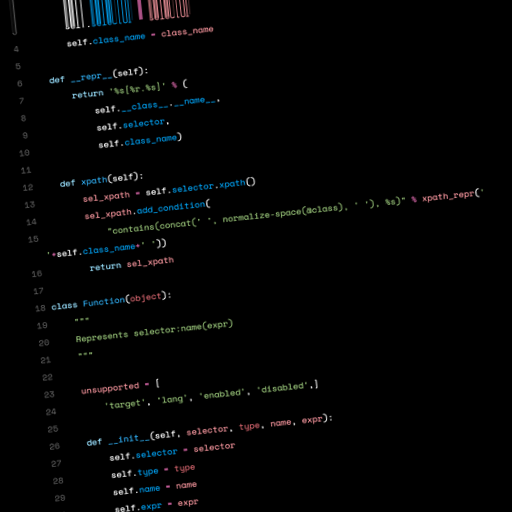 4 self.class_name = class_name
5
6 def __repr__(self):
7 return '%s[%r.%s]' % (
8 self.__class__.__name__,
9 self.selector,
10 self.class_name)
11
12 def xpath(self):
13 sel_xpath = self.selector.xpath()
14 sel_xpath.add_condition(
15 "contains(concat(' ', normalize-space(@class), ' '), %s)" % xpath_repr('
'+self.class_name+' '))
16 return sel_xpath
17
18 class Function(object):
19 """
20 Represents selector:name(expr)
21 """
22
23 unsupported = [
24 'target', 'lang', 'enabled', 'disabled',]
25
26 def __init__(self, selector, type, name, expr):
27 self.selector = selector
28 self.type = type
29 self.name = name
self.expr = expr